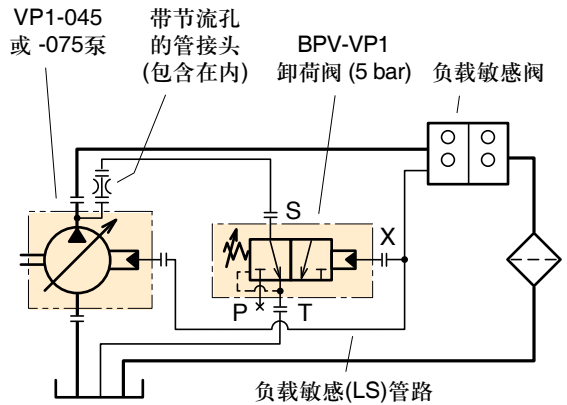 VP1-045
或 -075泵
带节流孔
的管接头
(包含在内)
BPV-VP1
卸荷阀 (5 bar)
负载敏感阀
S
X
P
T
负载敏感(LS)管路